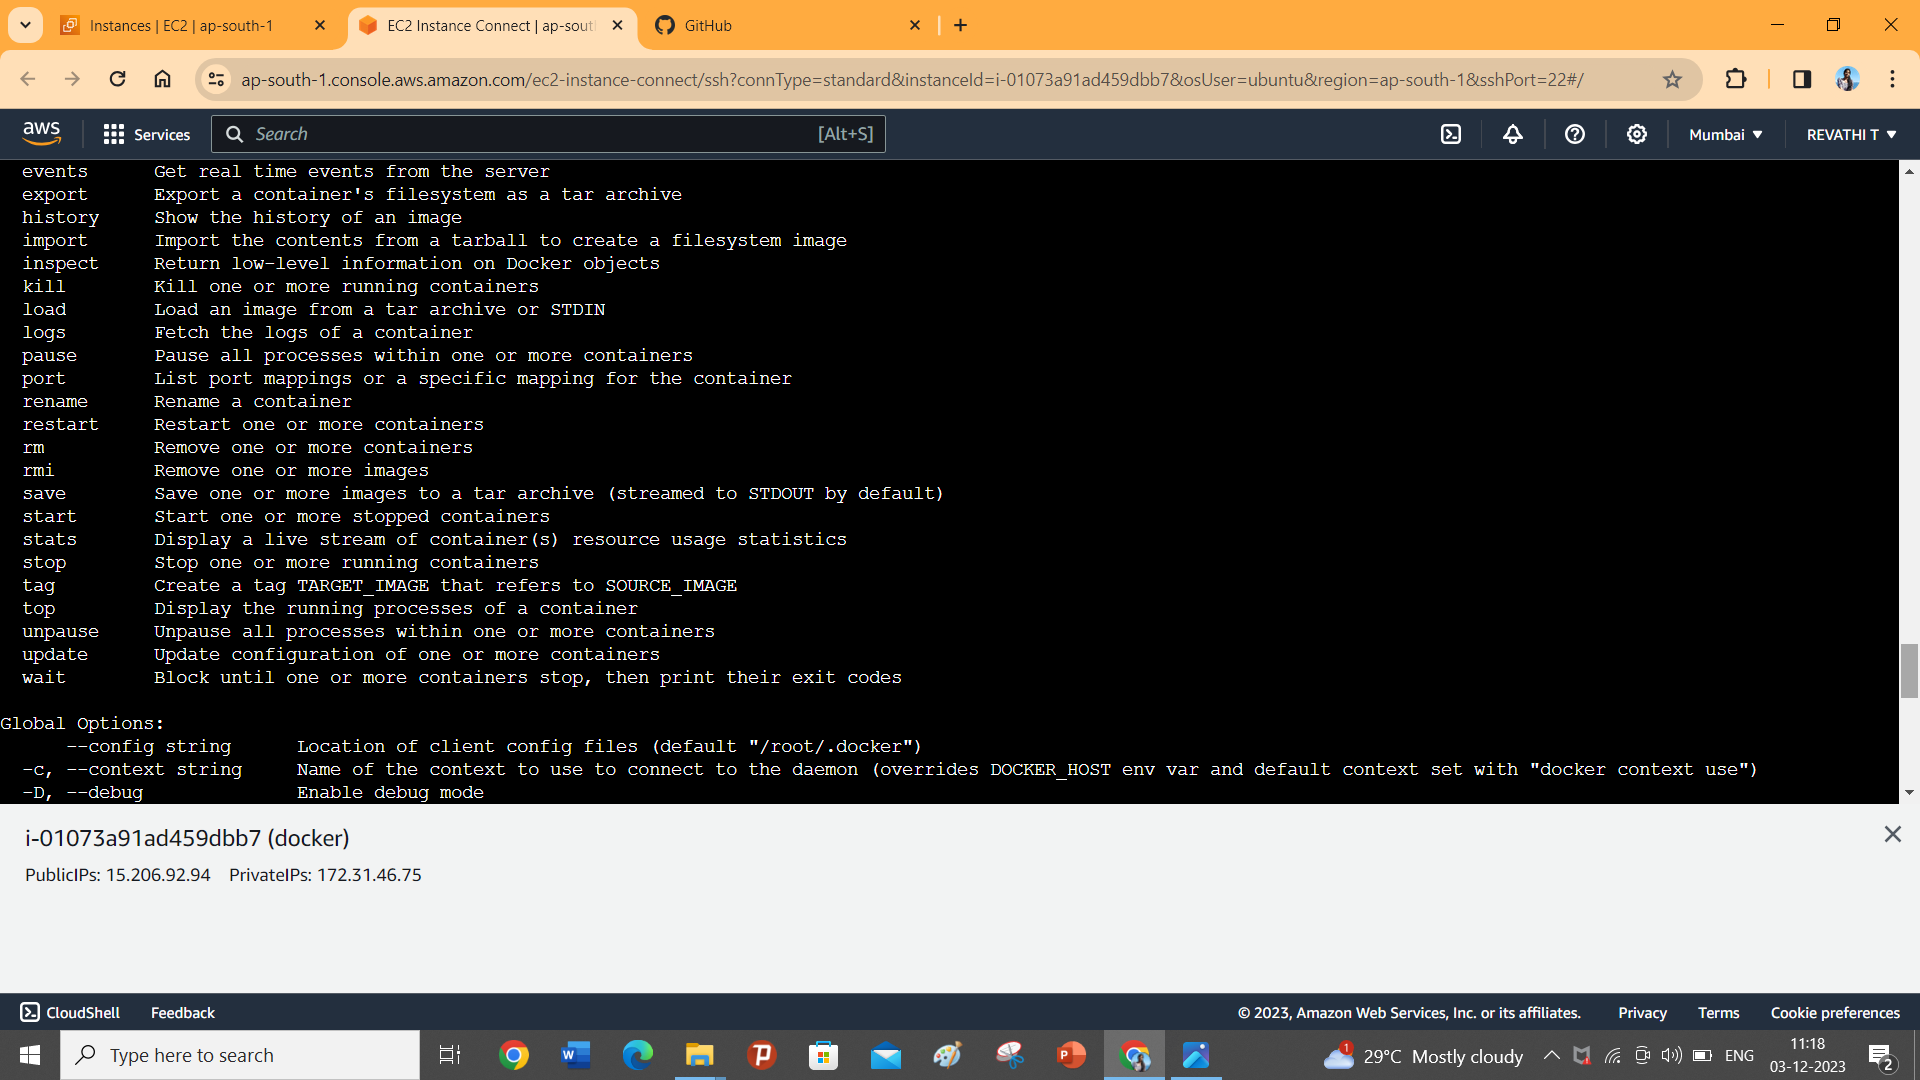 Instances | EC2 | ap-south-1
EC2 Instance Connect | ap-sout
GitHub
ap-south-1.console.aws.amazon.com/ec2-instance-connect/ssh?connType=standard&instanceId=i-01073a91ad459dbb7&osUser=ubuntu&region=ap-south-1&sshPort=22#/
aws Services Search [Alt+S] Mumbai REVATHI T
events Get real time events from the server
export Export a container's filesystem as a tar archive
history Show the history of an image
import Import the contents from a tarball to create a filesystem image
inspect Return low-level information on Docker objects
kill Kill one or more running containers
load Load an image from a tar archive or STDIN
logs Fetch the logs of a container
pause Pause all processes within one or more containers
port List port mappings or a specific mapping for the container
rename Rename a container
restart Restart one or more containers
rm Remove one or more containers
rmi Remove one or more images
save Save one or more images to a tar archive (streamed to STDOUT by default)
start Start one or more stopped containers
stats Display a live stream of container(s) resource usage statistics
stop Stop one or more running containers
tag Create a tag TARGET_IMAGE that refers to SOURCE_IMAGE
top Display the running processes of a container
unpause Unpause all processes within one or more containers
update Update configuration of one or more containers
wait Block until one or more containers stop, then print their exit codes
Global Options:
--config string Location of client config files (default "/root/.docker")
-c, --context string Name of the context to use to connect to the daemon (overrides DOCKER_HOST env var and default context set with "docker context use")
-D, --debug Enable debug mode
i-01073a91ad459dbb7 (docker)
PublicIPs: 15.206.92.94 PrivateIPs: 172.31.46.75
CloudShell Feedback © 2023, Amazon Web Services, Inc. or its affiliates. Privacy Terms Cookie preferences
Type here to search 1 29°C Mostly cloudy ENG 11:18
03-12-2023 2